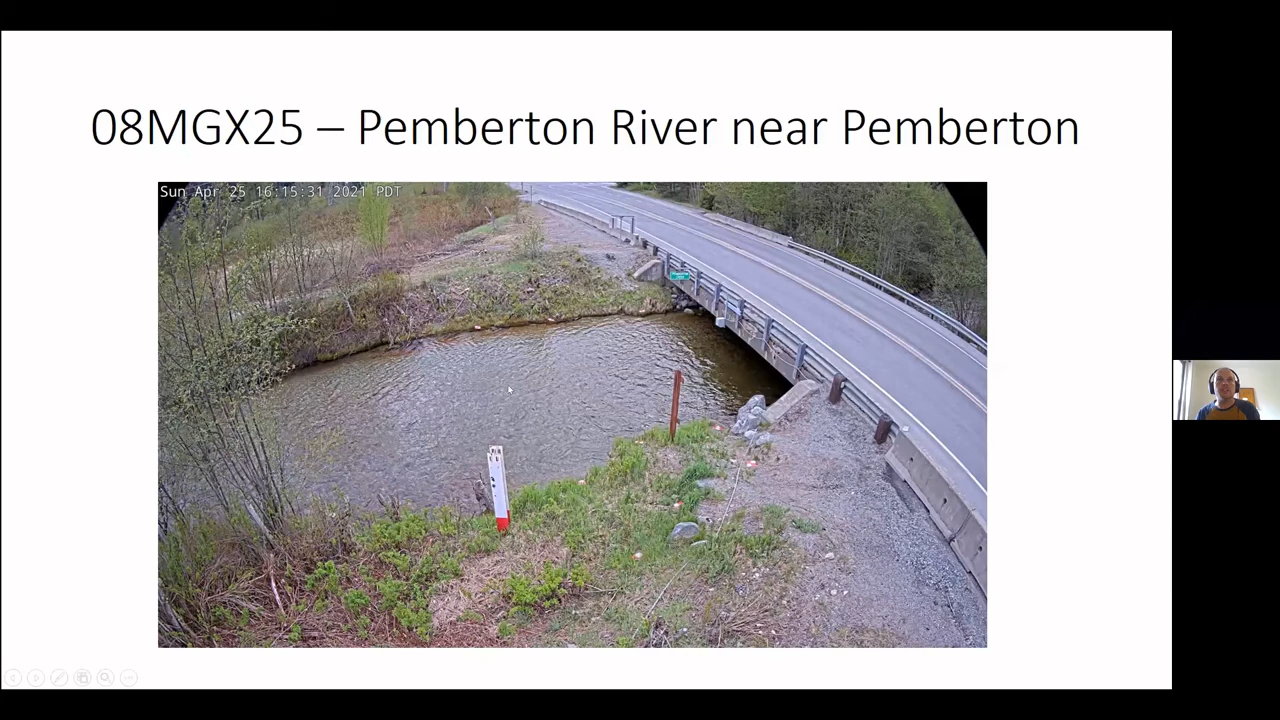 08MGX25 – Pemberton River near Pemberton
Sun Apr 25 16:15:31 2021 PDT